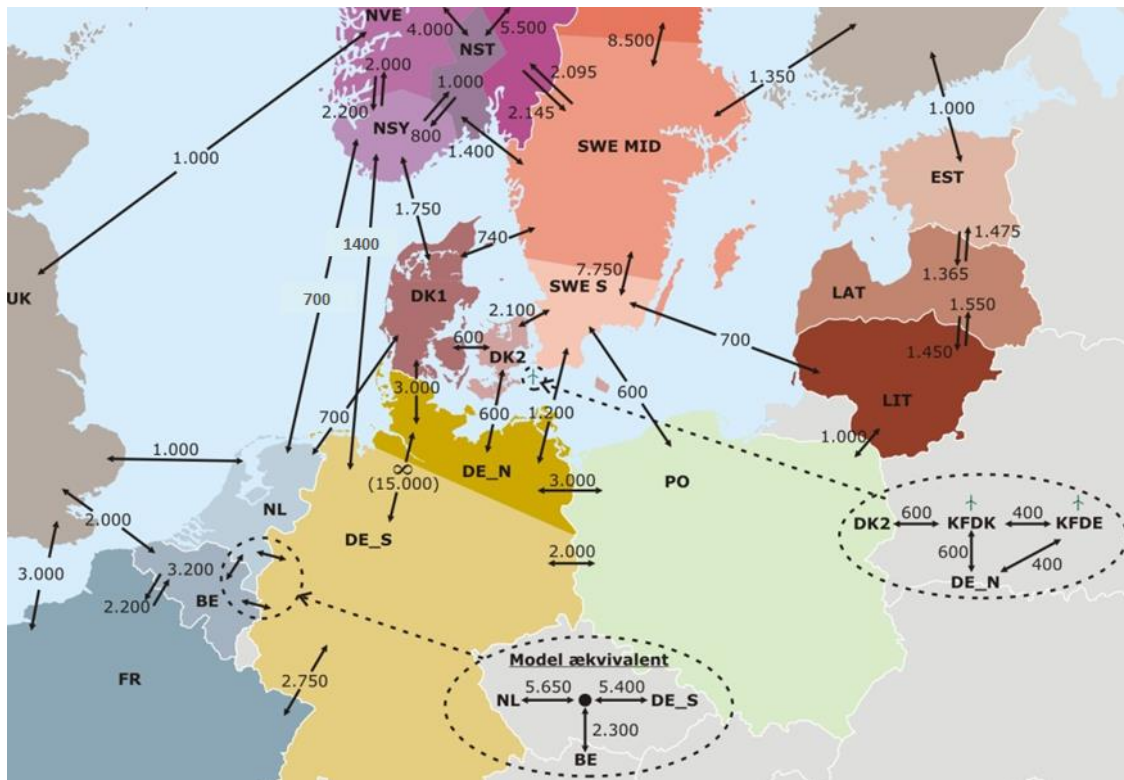 NVE
4.000
5.500
NST
8.500
2.000
1.000
2.095
2.145
1.350
2.200
NSY
800
1.000
1.400
SWE MID
1.000
EST
1.750
740
1400
1.475
1.365
7.750
UK
700
DK1
SWE S
LAT
1.550
2.100
600
DK2
700
1.450
3.000
600
1.200
600
LIT
700
1.000
1.000
∞
(15.000)
DE_N
3.000
PO
NL
2.000
DE_S
DK2
600
KFDK
400
KFDE
600
400
DE_N
2.000
3.000
3.200
2.200
BE
FR
2.750
Model ækvivalent
NL
5.650
5.400
DE_S
2.300
BE